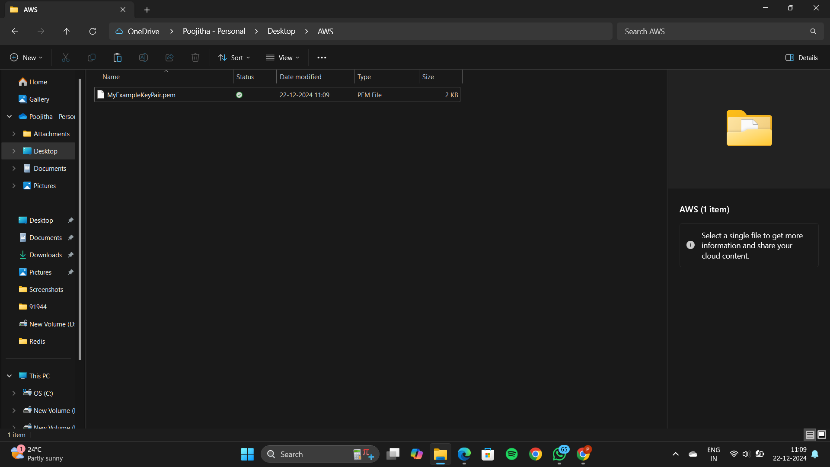 AWS
OneDrive > Poojitha - Personal > Desktop > AWS
Search AWS
New
Sort
View
Details
Name Status Date modified Type Size
MyExampleKeyPair.pem 22-12-2024 11:09 PEM File 2 KB
Home
Gallery
Poojitha - Person
Attachments
Desktop
Documents
Pictures
Desktop
Documents
Downloads
Pictures
Screenshots
91944
New Volume (D
Redis
This PC
OS (C:)
New Volume (
New Volume (
AWS (1 item)
Select a single file to get more
information and share your
cloud content.
1 item
24°C
Partly sunny
Search
ENG
IN
11:09
22-12-2024